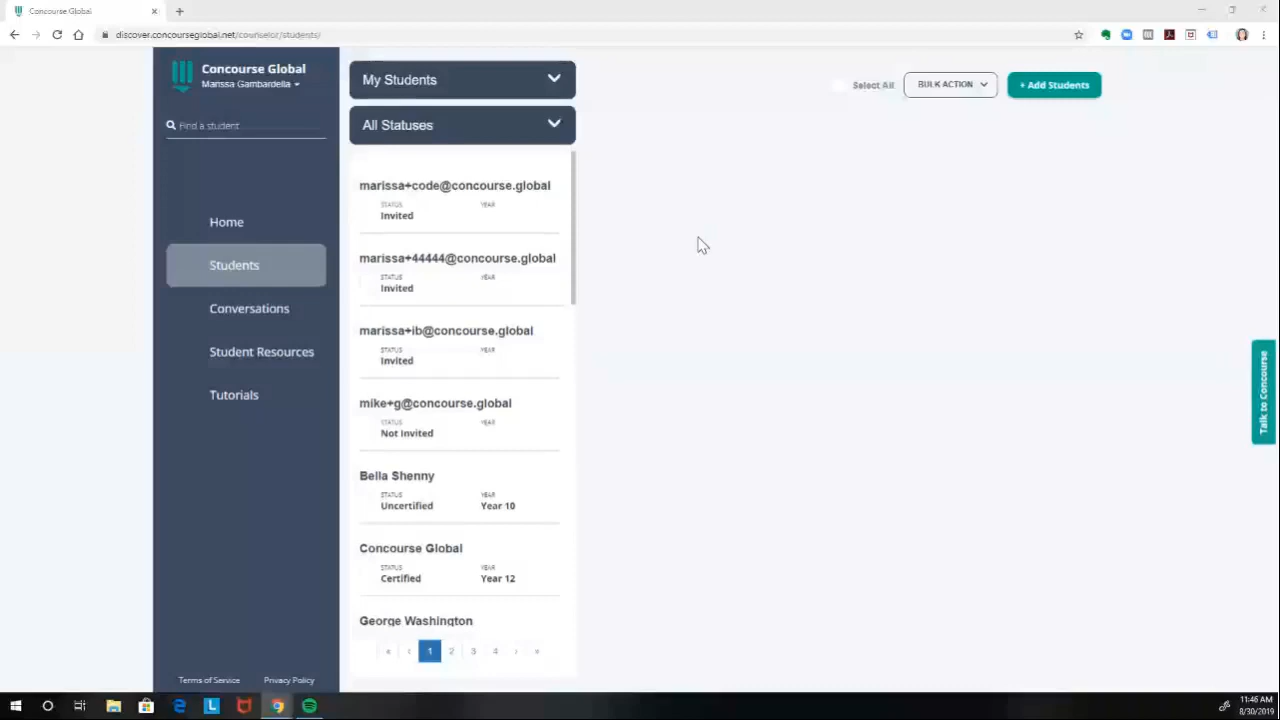 Concourse Global
discover.concourseglobal.net/counselor/students/
Concourse Global
Marissa Gambardella
Find a student
Home
Students
Conversations
Student Resources
Tutorials
Terms of Service Privacy Policy
My Students
All Statuses
marissa+code@concourse.global
STATUS YEAR
Invited
marissa+44444@concourse.global
STATUS YEAR
Invited
marissa+ib@concourse.global
STATUS YEAR
Invited
mike+g@concourse.global
STATUS YEAR
Not Invited
Bella Shenny
STATUS YEAR
Uncertified Year 10
Concourse Global
STATUS YEAR
Certified Year 12
George Washington
« ‹ 1 2 3 4 › »
Select All BULK ACTION + Add Students
Talk to Concourse
11:46 AM
8/30/2019